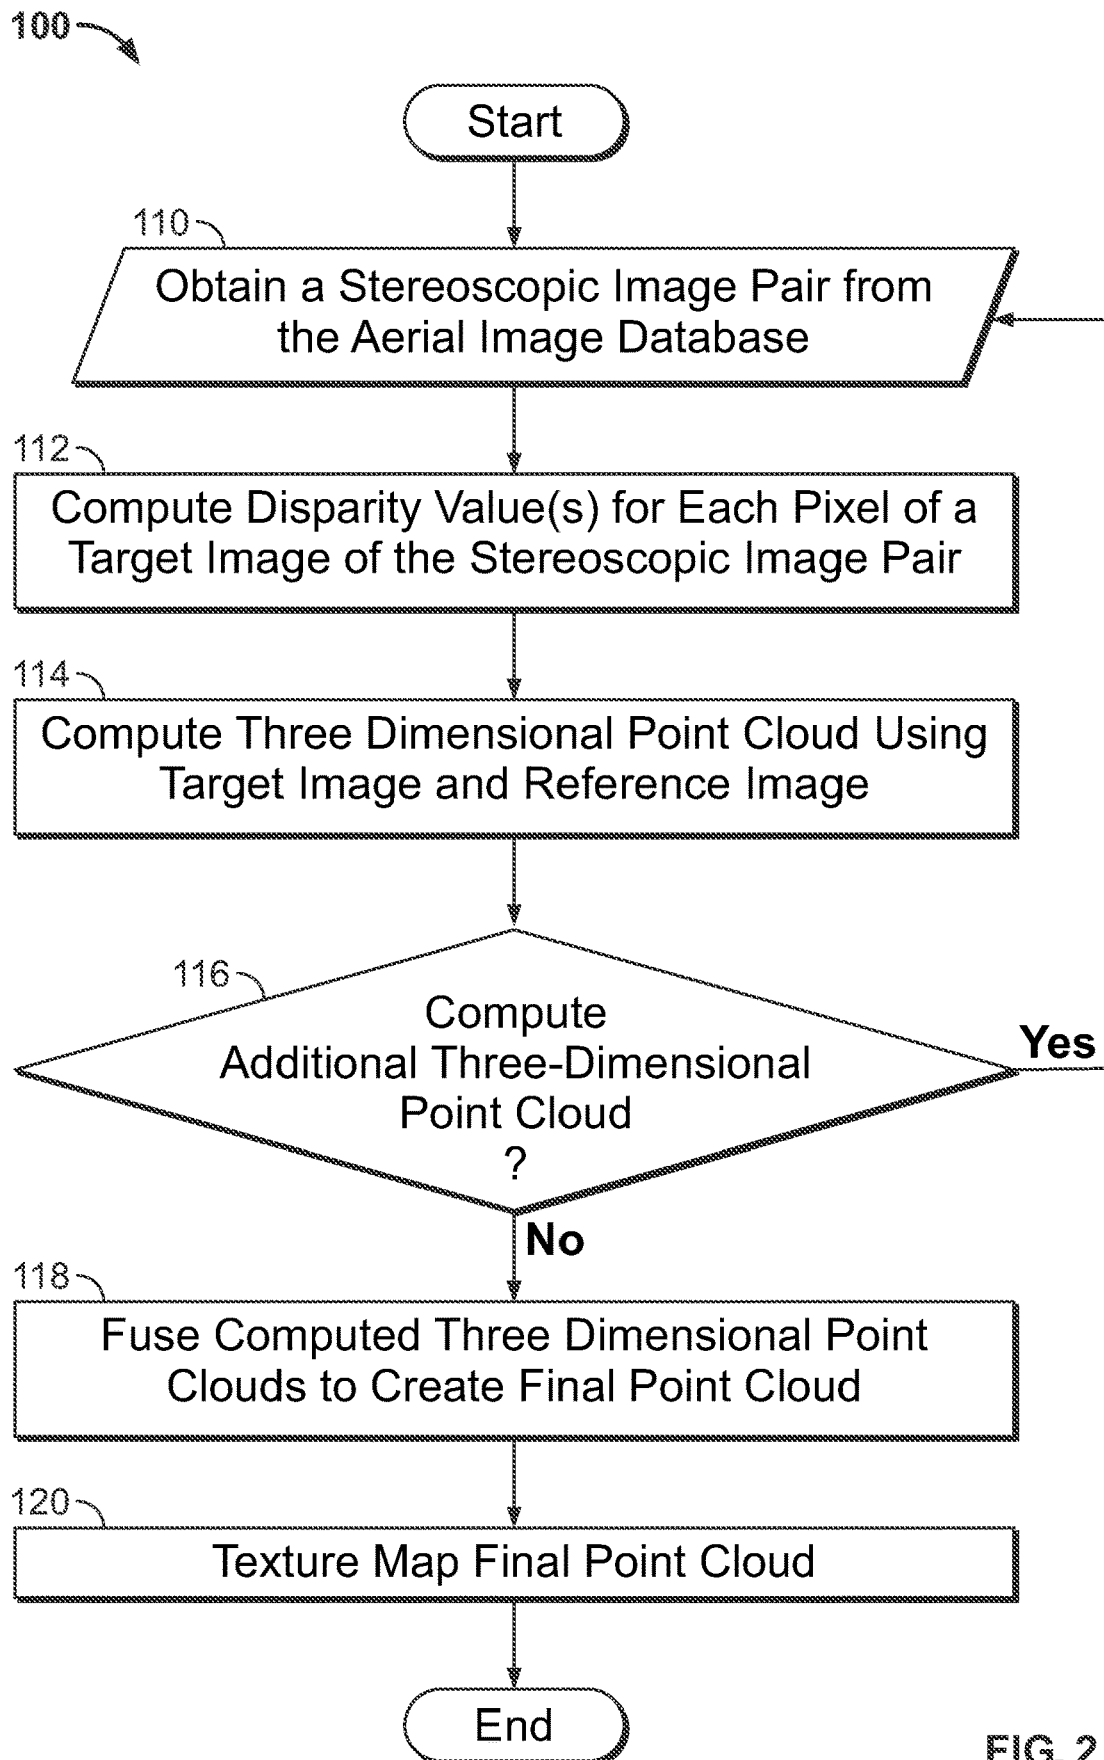 100
Start
110
Obtain a Stereoscopic Image Pair from
the Aerial Image Database
112
Compute Disparity Value(s) for Each Pixel of a
Target Image of the Stereoscopic Image Pair
114
Compute Three Dimensional Point Cloud Using
Target Image and Reference Image
116
Compute
Additional Three-Dimensional
Point Cloud
?
Yes
No
118
Fuse Computed Three Dimensional Point
Clouds to Create Final Point Cloud
120
Texture Map Final Point Cloud
End
FIG. 2